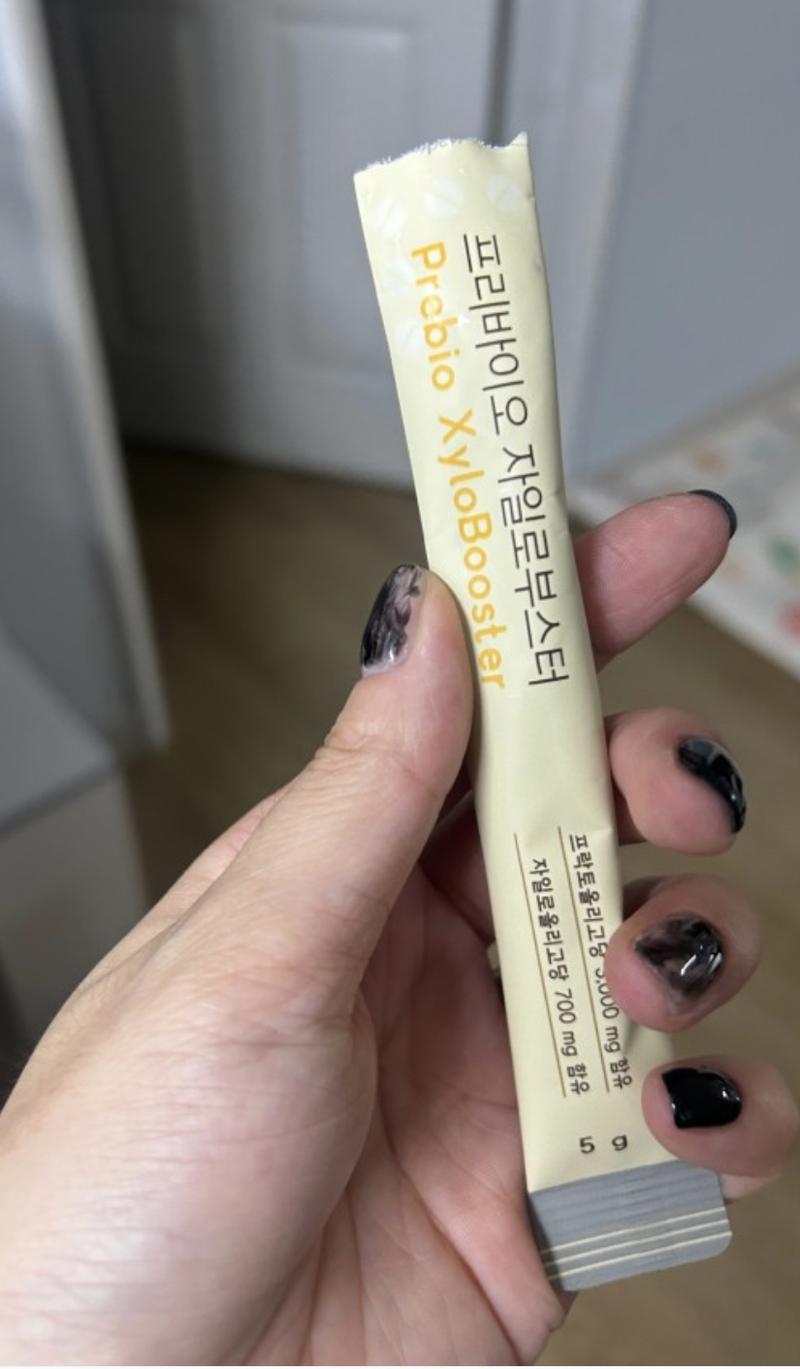 프리바이오 자일로부스터
Prebio XyloBooster
프락토올리고당 3,000 mg 함유
자일로올리고당 700 mg 함유
5 g